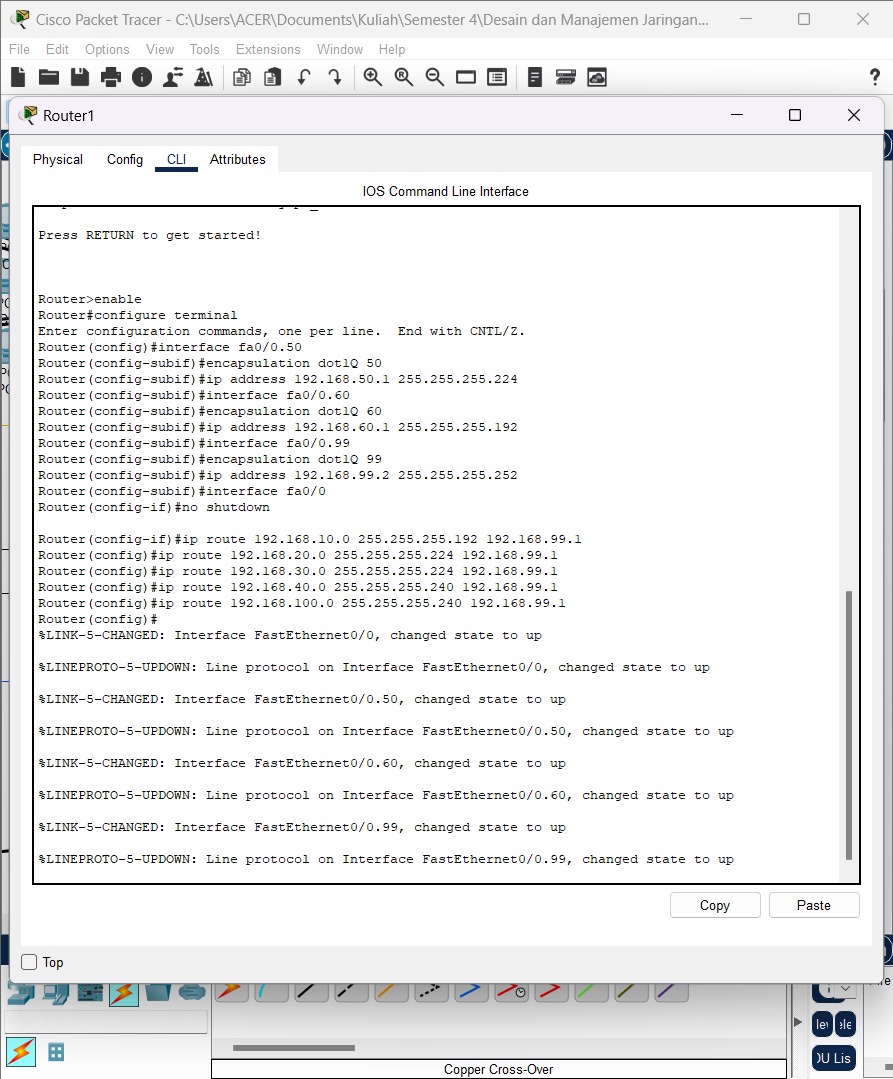 Cisco Packet Tracer - C:\Users\ACER\Documents\Kuliah\Semester 4\Desain dan Manajemen Jaringan...
File Edit Options View Tools Extensions Window Help
?
Router1
Physical Config CLI Attributes
IOS Command Line Interface
Press RETURN to get started!
Router>enable
Router#configure terminal
Enter configuration commands, one per line.  End with CNTL/Z.
Router(config)#interface fa0/0.50
Router(config-subif)#encapsulation dot1Q 50
Router(config-subif)#ip address 192.168.50.1 255.255.255.224
Router(config-subif)#interface fa0/0.60
Router(config-subif)#encapsulation dot1Q 60
Router(config-subif)#ip address 192.168.60.1 255.255.255.192
Router(config-subif)#interface fa0/0.99
Router(config-subif)#encapsulation dot1Q 99
Router(config-subif)#ip address 192.168.99.2 255.255.255.252
Router(config-subif)#interface fa0/0
Router(config-if)#no shutdown
Router(config-if)#ip route 192.168.10.0 255.255.255.192 192.168.99.1
Router(config)#ip route 192.168.20.0 255.255.255.224 192.168.99.1
Router(config)#ip route 192.168.30.0 255.255.255.224 192.168.99.1
Router(config)#ip route 192.168.40.0 255.255.255.240 192.168.99.1
Router(config)#ip route 192.168.100.0 255.255.255.240 192.168.99.1
Router(config)#
%LINK-5-CHANGED: Interface FastEthernet0/0, changed state to up
%LINEPROTO-5-UPDOWN: Line protocol on Interface FastEthernet0/0, changed state to up
%LINK-5-CHANGED: Interface FastEthernet0/0.50, changed state to up
%LINEPROTO-5-UPDOWN: Line protocol on Interface FastEthernet0/0.50, changed state to up
%LINK-5-CHANGED: Interface FastEthernet0/0.60, changed state to up
%LINEPROTO-5-UPDOWN: Line protocol on Interface FastEthernet0/0.60, changed state to up
%LINK-5-CHANGED: Interface FastEthernet0/0.99, changed state to up
%LINEPROTO-5-UPDOWN: Line protocol on Interface FastEthernet0/0.99, changed state to up
Copy Paste
Top
Copper Cross-Over